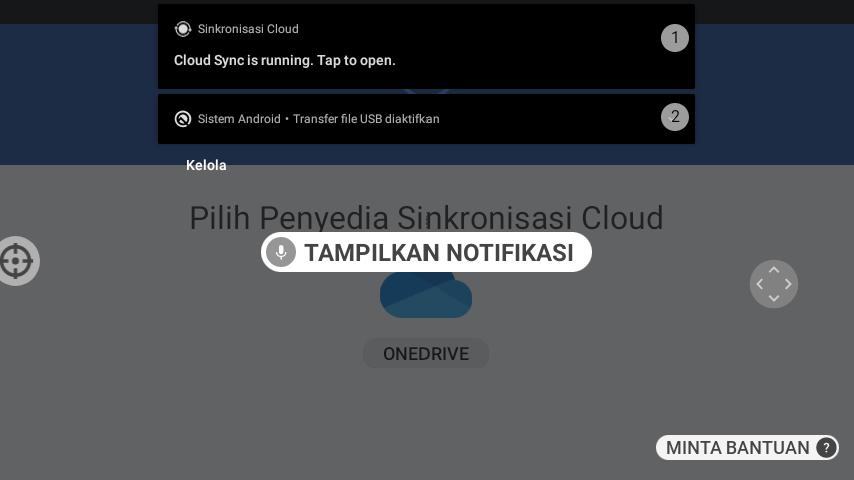 Sinkronisasi Cloud
1
Cloud Sync is running. Tap to open.
Sistem Android • Transfer file USB diaktifkan
2
Kelola
Pilih Penyedia Sinkronisasi Cloud
TAMPILKAN NOTIFIKASI
ONEDRIVE
MINTA BANTUAN ?